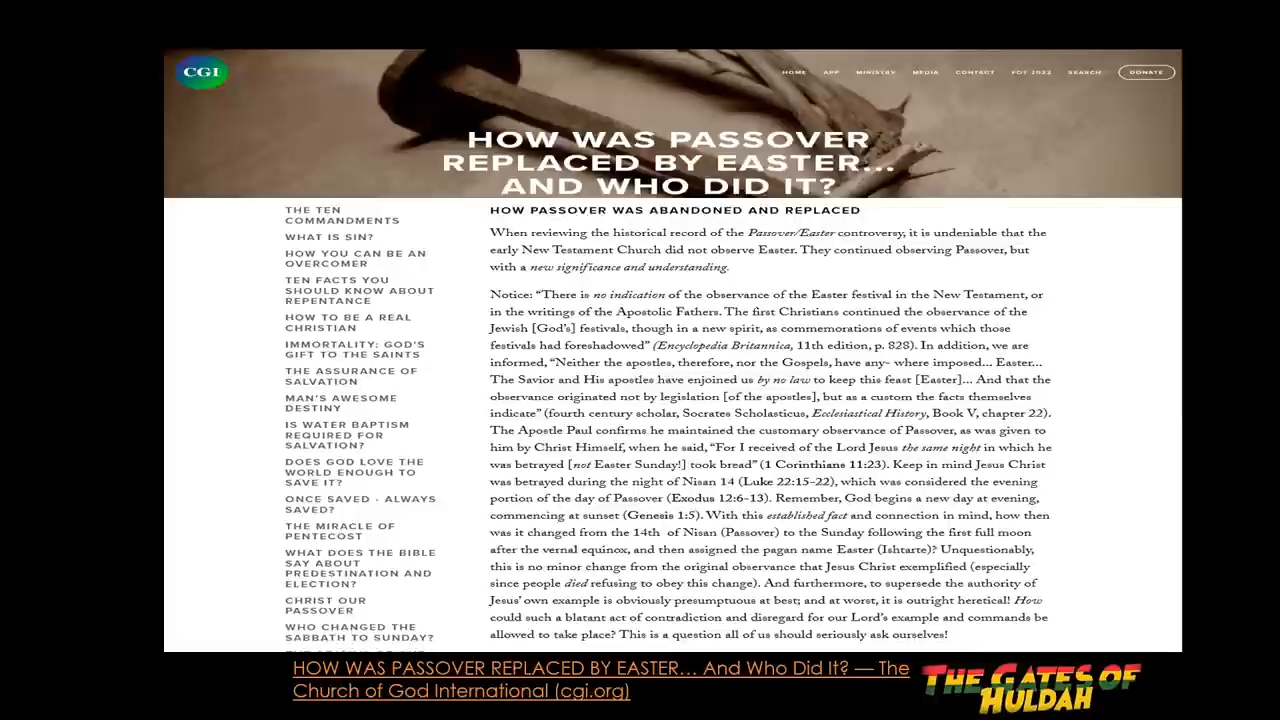 CGI
HOME APP MINISTRY MEDIA CONTACT FOT 2022 SEARCH DONATE
HOW WAS PASSOVER
REPLACED BY EASTER...
AND WHO DID IT?
THE TEN
COMMANDMENTS
WHAT IS SIN?
HOW YOU CAN BE AN
OVERCOMER
TEN FACTS YOU
SHOULD KNOW ABOUT
REPENTANCE
HOW TO BE A REAL
CHRISTIAN
IMMORTALITY: GOD'S
GIFT TO THE SAINTS
THE ASSURANCE OF
SALVATION
MAN'S AWESOME
DESTINY
IS WATER BAPTISM
REQUIRED FOR
SALVATION?
DOES GOD LOVE THE
WORLD ENOUGH TO
SAVE IT?
ONCE SAVED - ALWAYS
SAVED?
THE MIRACLE OF
PENTECOST
WHAT DOES THE BIBLE
SAY ABOUT
PREDESTINATION AND
ELECTION?
CHRIST OUR
PASSOVER
WHO CHANGED THE
SABBATH TO SUNDAY?
HOW PASSOVER WAS ABANDONED AND REPLACED
When reviewing the historical record of the Passover/Easter controversy, it is undeniable that the
early New Testament Church did not observe Easter. They continued observing Passover, but
with a new significance and understanding.
Notice: “There is no indication of the observance of the Easter festival in the New Testament, or
in the writings of the Apostolic Fathers. The first Christians continued the observance of the
Jewish [God's] festivals, though in a new spirit, as commemorations of events which those
festivals had foreshadowed” (Encyclopedia Britannica, 11th edition, p. 828). In addition, we are
informed, “Neither the apostles, therefore, nor the Gospels, have any- where imposed... Easter...
The Savior and His apostles have enjoined us by no law to keep this feast [Easter]... And that the
observance originated not by legislation [of the apostles], but as a custom the facts themselves
indicate” (fourth century scholar, Socrates Scholasticus, Ecclesiastical History, Book V, chapter 22).
The Apostle Paul confirms he maintained the customary observance of Passover, as was given to
him by Christ Himself, when he said, “For I received of the Lord Jesus the same night in which he
was betrayed [not Easter Sunday!] took bread” (1 Corinthians 11:23). Keep in mind Jesus Christ
was betrayed during the night of Nisan 14 (Luke 22:15-22), which was considered the evening
portion of the day of Passover (Exodus 12:6-13). Remember, God begins a new day at evening,
commencing at sunset (Genesis 1:5). With this established fact and connection in mind, how then
was it changed from the 14th of Nisan (Passover) to the Sunday following the first full moon
after the vernal equinox, and then assigned the pagan name Easter (Ishtarte)? Unquestionably,
this is no minor change from the original observance that Jesus Christ exemplified (especially
since people died refusing to obey this change). And furthermore, to supersede the authority of
Jesus' own example is obviously presumptuous at best; and at worst, it is outright heretical! How
could such a blatant act of contradiction and disregard for our Lord's example and commands be
allowed to take place? This is a question all of us should seriously ask ourselves!
HOW WAS PASSOVER REPLACED BY EASTER… And Who Did It? — The
Church of God International (cgi.org)
THE GATES OF
HULDAH